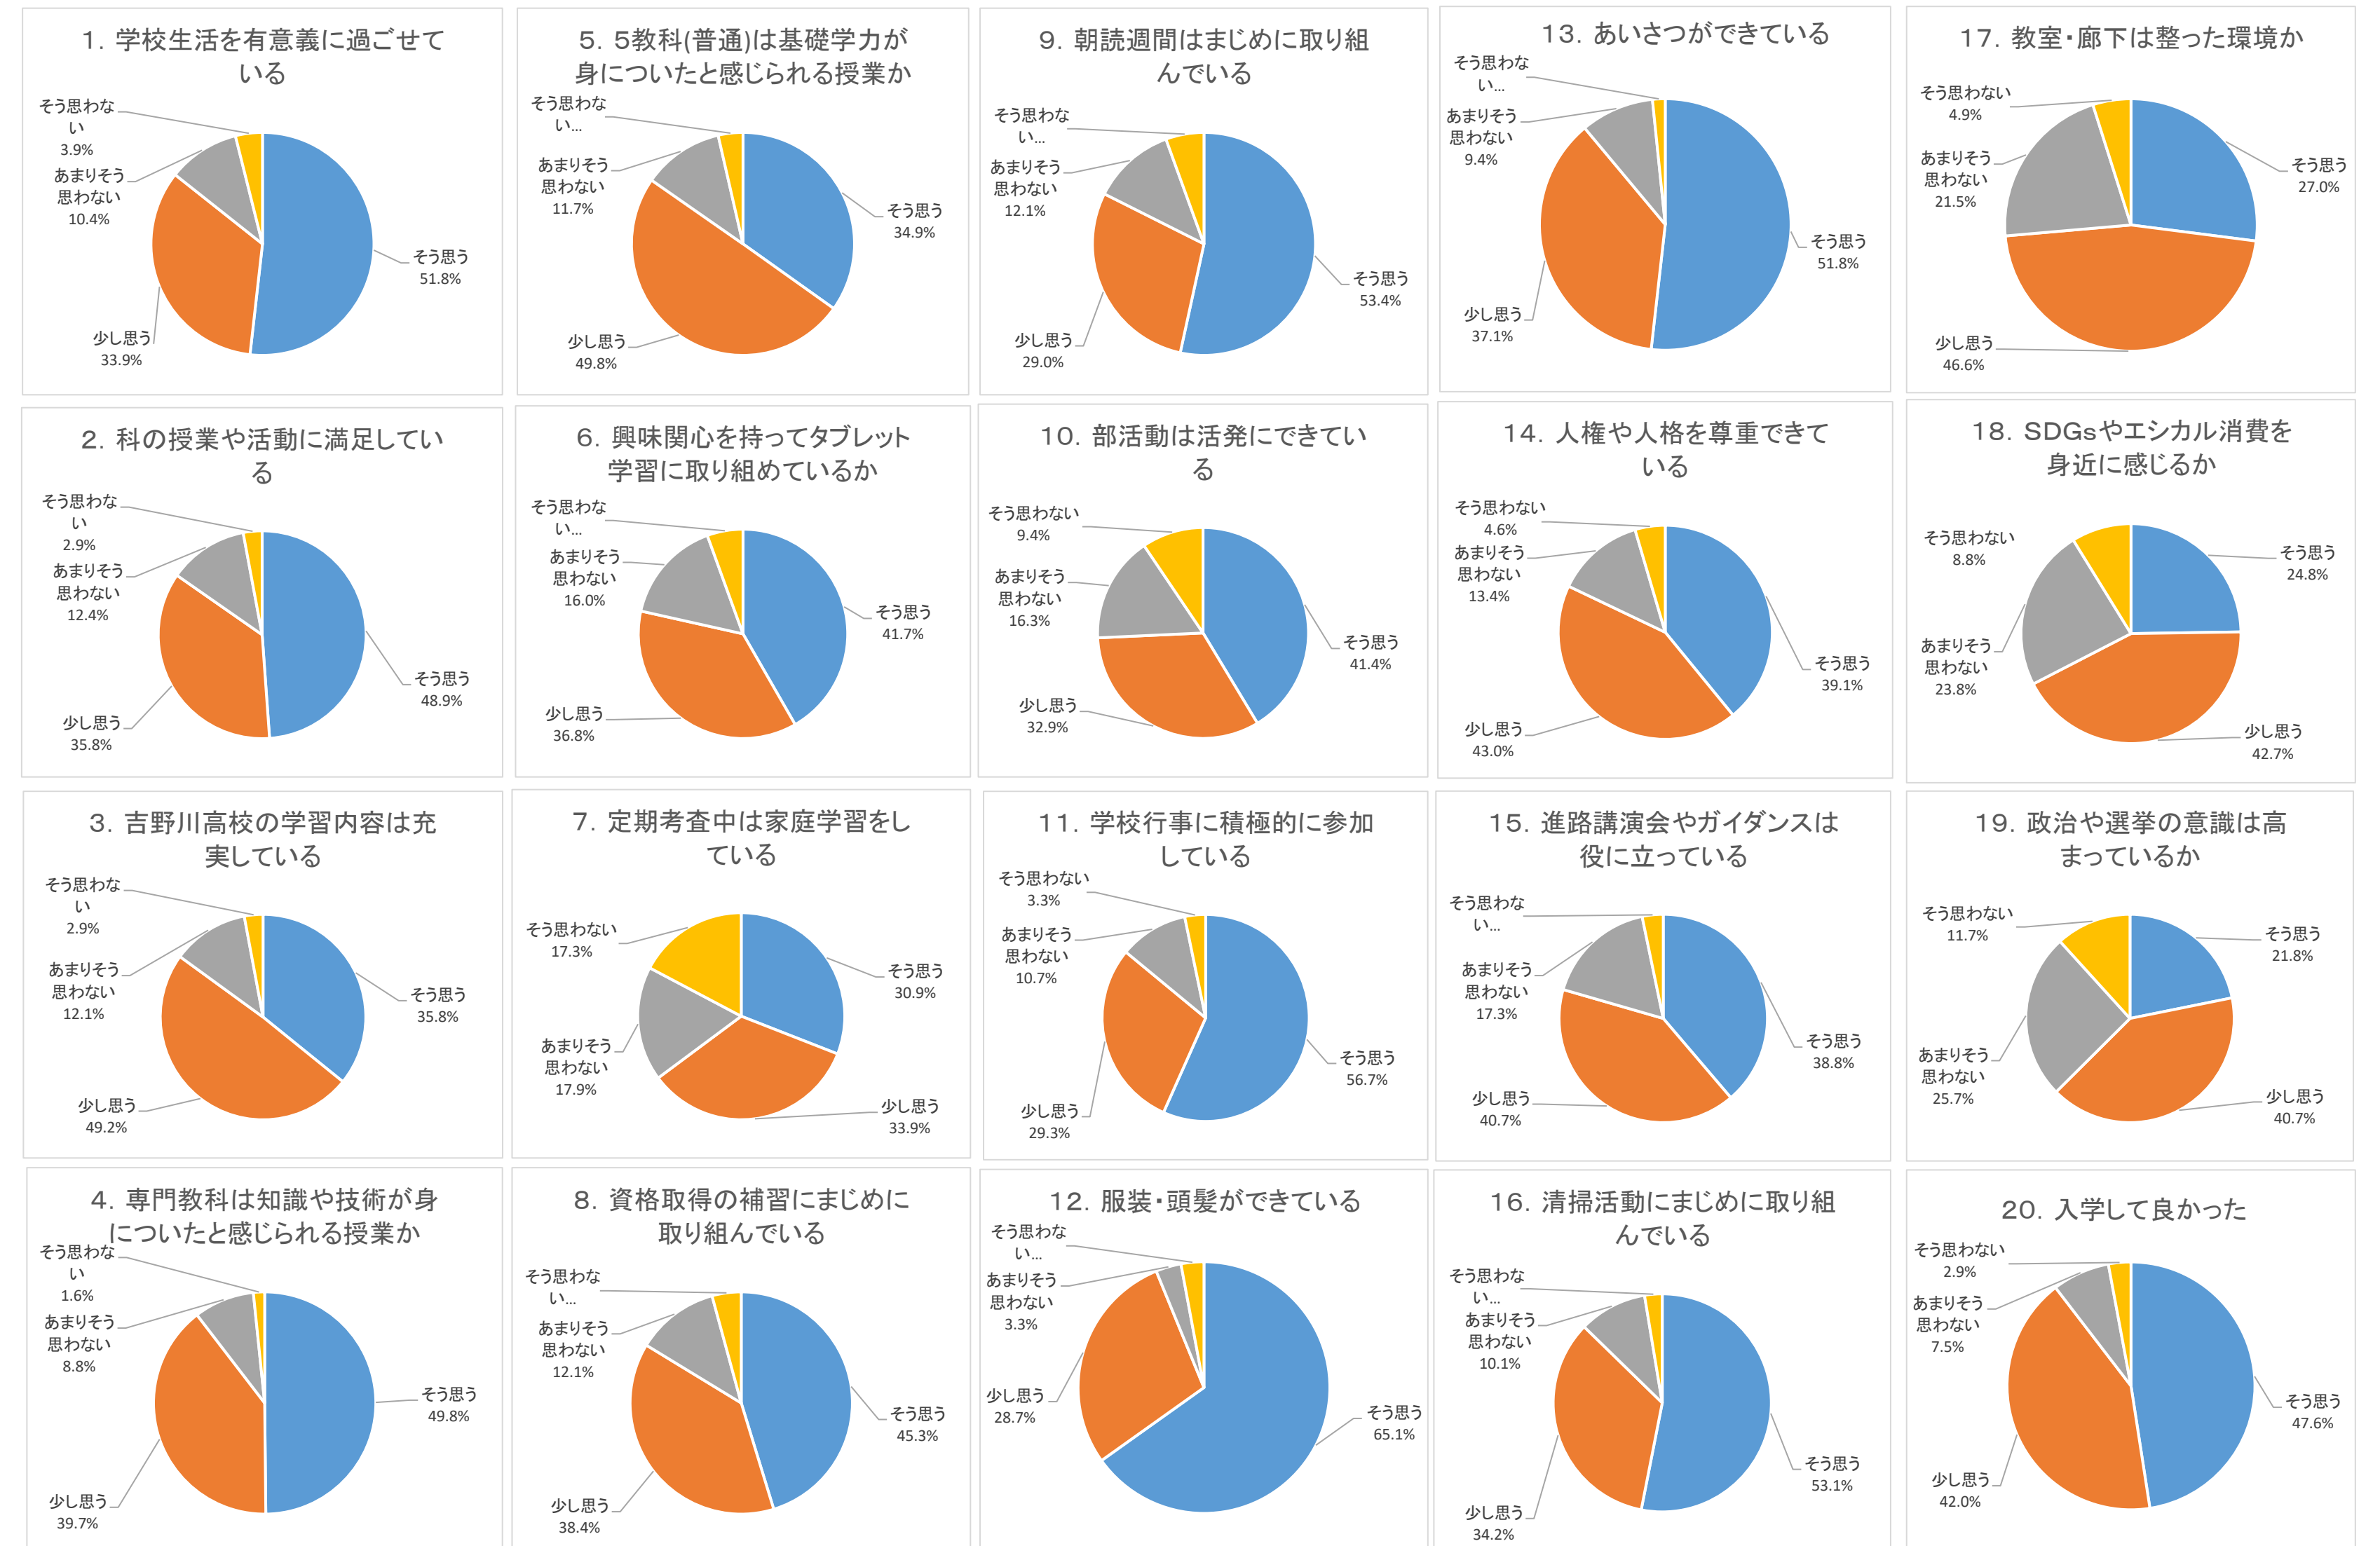 1．学校生活を有意義に過ごせて
いる
そう思わな
い
3.9%
あまりそう
思わない
10.4%
そう思う
51.8%
少し思う
33.9%
5．5教科(普通)は基礎学力が
身についたと感じられる授業か
そう思わな
い…
あまりそう
思わない
11.7%
そう思う
34.9%
少し思う
49.8%
9．朝読週間はまじめに取り組
んでいる
そう思わな
い…
あまりそう
思わない
12.1%
そう思う
53.4%
少し思う
29.0%
13．あいさつができている
そう思わな
い…
あまりそう
思わない
9.4%
そう思う
51.8%
少し思う
37.1%
17．教室・廊下は整った環境か
そう思わない
4.9%
あまりそう
思わない
21.5%
そう思う
27.0%
少し思う
46.6%
2．科の授業や活動に満足してい
る
そう思わな
い
2.9%
あまりそう
思わない
12.4%
そう思う
48.9%
少し思う
35.8%
6．興味関心を持ってタブレット
学習に取り組めているか
そう思わな
い…
あまりそう
思わない
16.0%
そう思う
41.7%
少し思う
36.8%
10．部活動は活発にできてい
る
そう思わない
9.4%
あまりそう
思わない
16.3%
そう思う
41.4%
少し思う
32.9%
14．人権や人格を尊重できて
いる
そう思わない
4.6%
あまりそう
思わない
13.4%
そう思う
39.1%
少し思う
43.0%
18．SDGsやエシカル消費を
身近に感じるか
そう思わない
8.8%
そう思う
24.8%
あまりそう
思わない
23.8%
少し思う
42.7%
3．吉野川高校の学習内容は充
実している
そう思わな
い
2.9%
あまりそう
思わない
12.1%
そう思う
35.8%
少し思う
49.2%
7．定期考査中は家庭学習をし
ている
そう思わない
17.3%
そう思う
30.9%
あまりそう
思わない
17.9%
少し思う
33.9%
11．学校行事に積極的に参加
している
そう思わない
3.3%
あまりそう
思わない
10.7%
そう思う
56.7%
少し思う
29.3%
15．進路講演会やガイダンスは
役に立っている
そう思わな
い…
あまりそう
思わない
17.3%
そう思う
38.8%
少し思う
40.7%
19．政治や選挙の意識は高
まっているか
そう思わない
11.7%
そう思う
21.8%
あまりそう
思わない
25.7%
少し思う
40.7%
4．専門教科は知識や技術が身
についたと感じられる授業か
そう思わな
い
1.6%
あまりそう
思わない
8.8%
そう思う
49.8%
少し思う
39.7%
8．資格取得の補習にまじめに
取り組んでいる
そう思わな
い…
あまりそう
思わない
12.1%
そう思う
45.3%
少し思う
38.4%
12．服装・頭髪ができている
そう思わな
い…
あまりそう
思わない
3.3%
少し思う
28.7%
そう思う
65.1%
16．清掃活動にまじめに取り組
んでいる
そう思わな
い…
あまりそう
思わない
10.1%
そう思う
53.1%
少し思う
34.2%
20．入学して良かった
そう思わない
2.9%
あまりそう
思わない
7.5%
そう思う
47.6%
少し思う
42.0%